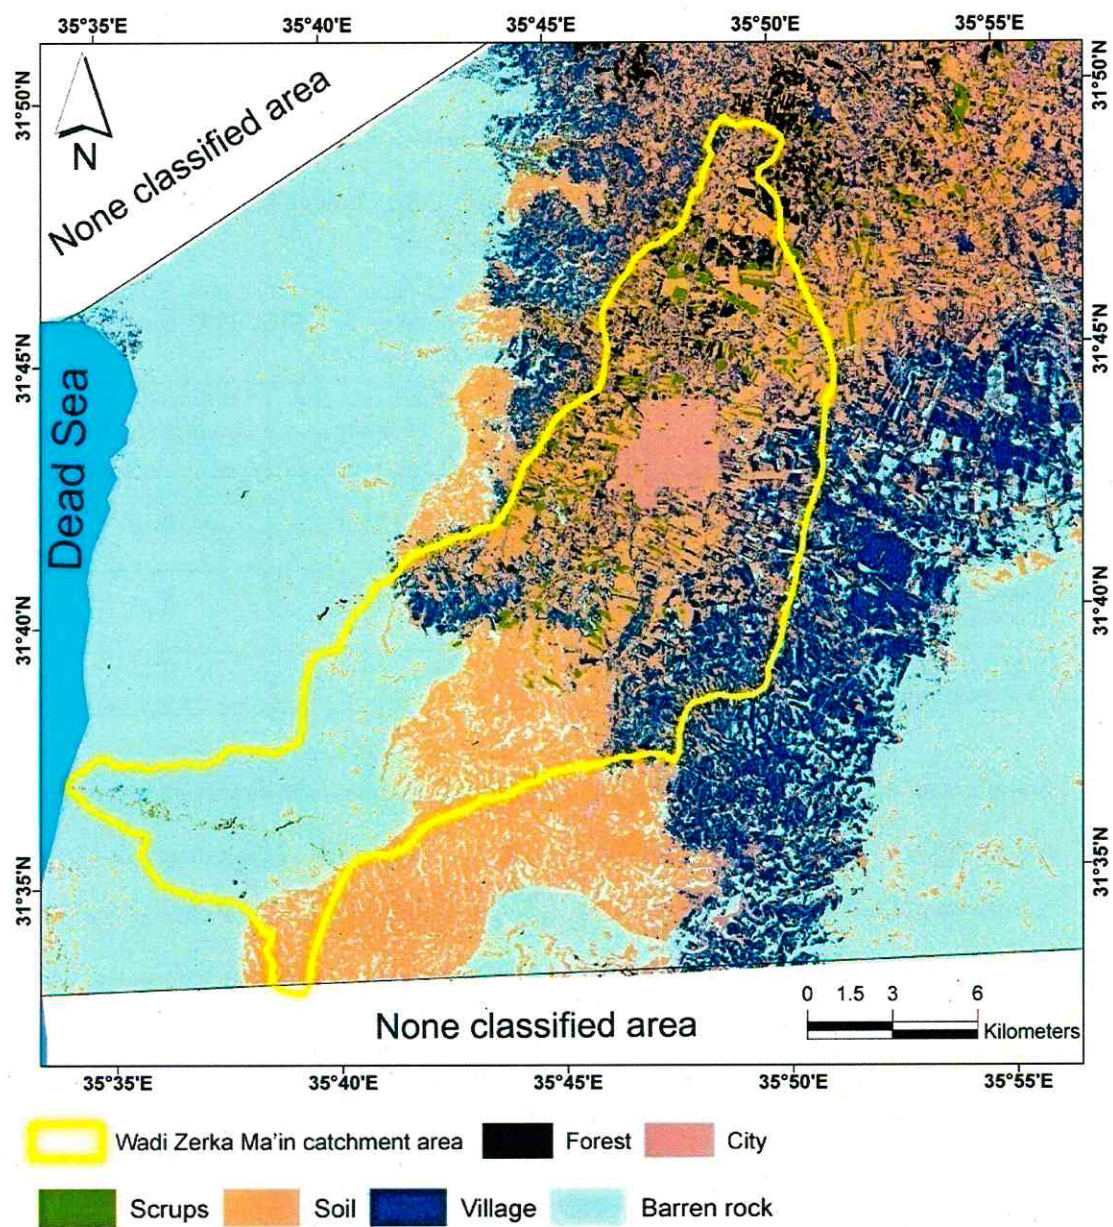 35°35'E 35°40'E 35°45'E 35°50'E 35°55'E
31°50'N
31°50'N
N
None classified area
Dead Sea
31°45'N
31°45'N
31°40'N
31°40'N
31°35'N
31°35'N
None classified area
0 1.5 3 6
Kilometers
35°35'E 35°40'E 35°45'E 35°50'E 35°55'E
Wadi Zerka Ma'in catchment area Forest City
Scrups Soil Village Barren rock